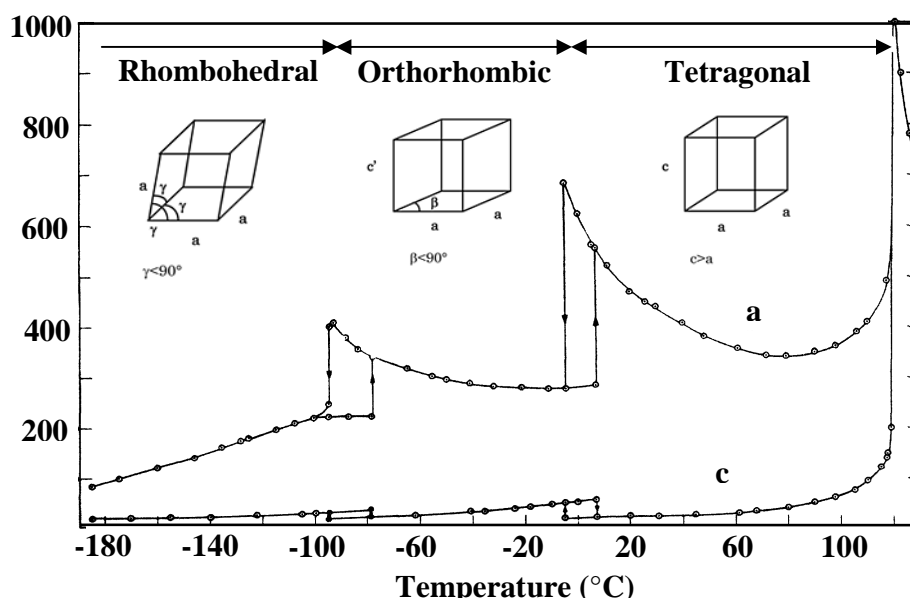 1000
Rhombohedral Orthorhombic Tetragonal
800
c' c
a γ β
γ
γ a a a
a a a
γ<90° β<90° c>a
600
400 a
200 c
-180 -140 -100 -60 -20 20 60 100
Temperature (°C)